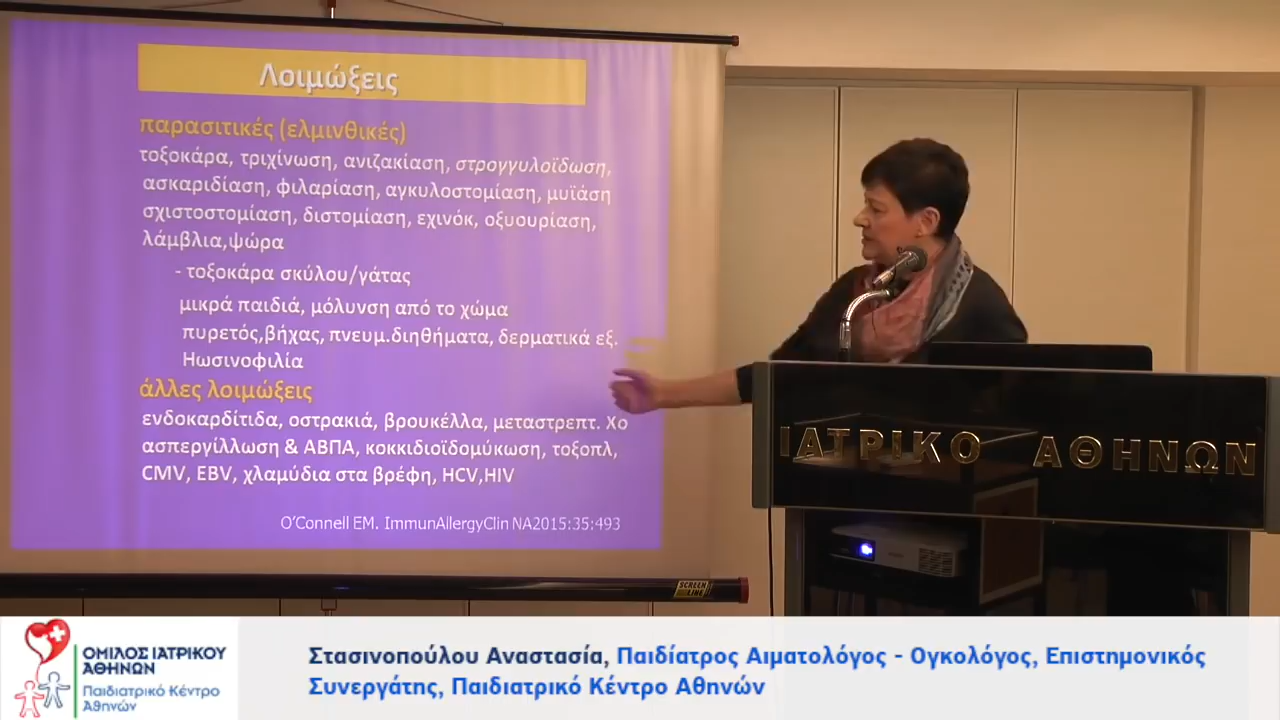 Λοιμώξεις
παρασιτικές (ελμινθικές)
τοξοκάρα, τριχίνωση, ανιζακίαση, στρογγυλοϊδωση,
ασκαριδίαση, φιλαρίαση, αγκυλοστομίαση, μυϊάση
σχιστοστομίαση, διστομίαση, εχινόκ, οξυουρίαση,
λάμβλια,ψώρα
- τοξοκάρα σκύλου/γάτας
μικρά παιδιά, μόλυνση από το χώμα
πυρετός,βήχας, πνευμ.διηθήματα, δερματικά εξ.
Ηωσινοφιλία
άλλες λοιμώξεις
ενδοκαρδίτιδα, οστρακιά, βρουκέλλα, μεταστρεπτ. Χο
ασπεργίλλωση & ΑΒΠΑ, κοκκιδιοϊδομύκωση, τοξοπλ,
CMV, EBV, χλαμύδια στα βρέφη, HCV,HIV
O'Connell EM. ImmunAllergyClin NA2015:35:493
SCREEN LINE
ΙΑΤΡΙΚΟ ΑΘΗΝΩΝ
ΟΜΙΛΟΣ ΙΑΤΡΙΚΟΥ
ΑΘΗΝΩΝ
Παιδιατρικό Κέντρο
Αθηνών
Στασινοπούλου Αναστασία, Παιδίατρος Αιματολόγος - Ογκολόγος, Επιστημονικός
Συνεργάτης, Παιδιατρικό Κέντρο Αθηνών